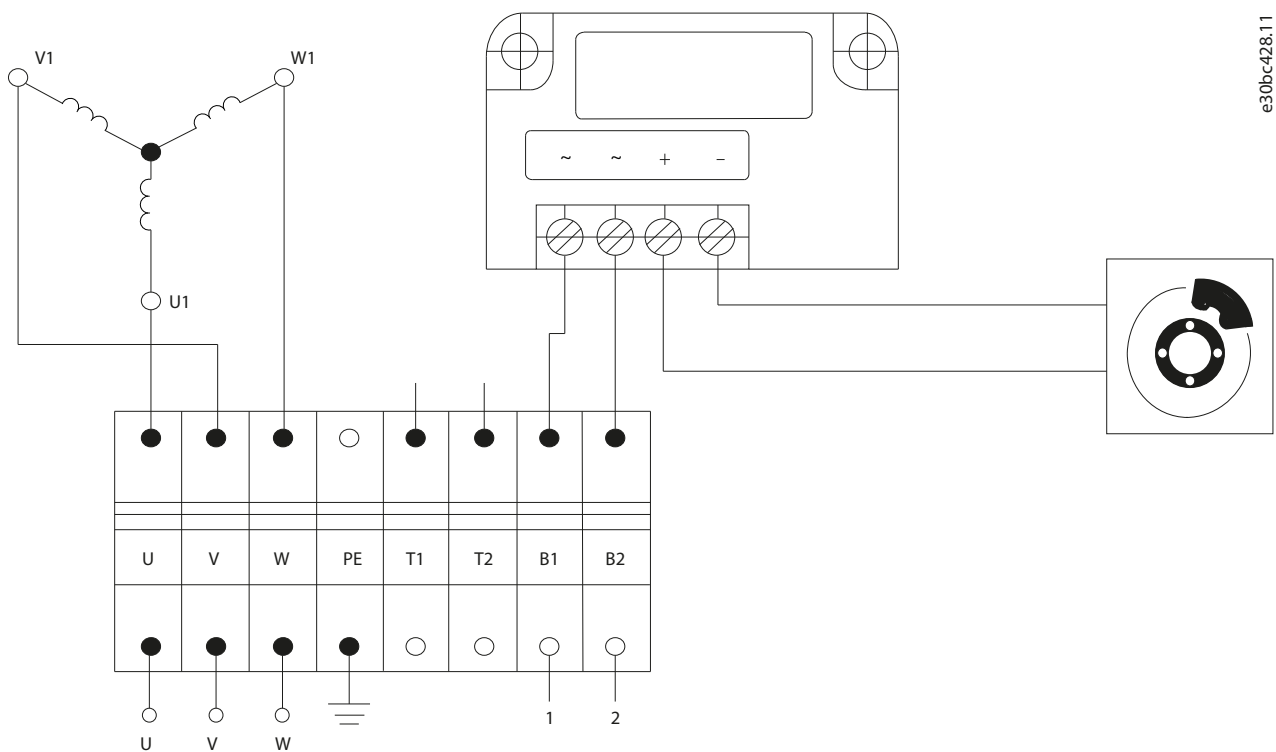 V1
W1
e30bc428.11
~ ~ + –
U1
U V W PE T1 T2 B1 B2
1 2
U V W